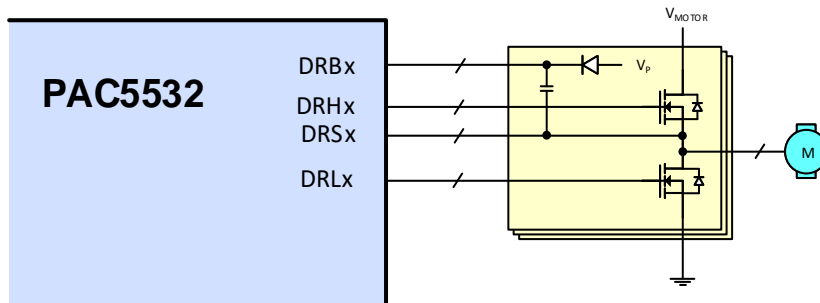 V_MOTOR
DRBx
V_P
PAC5532
DRHx
DRSx
M
DRLx